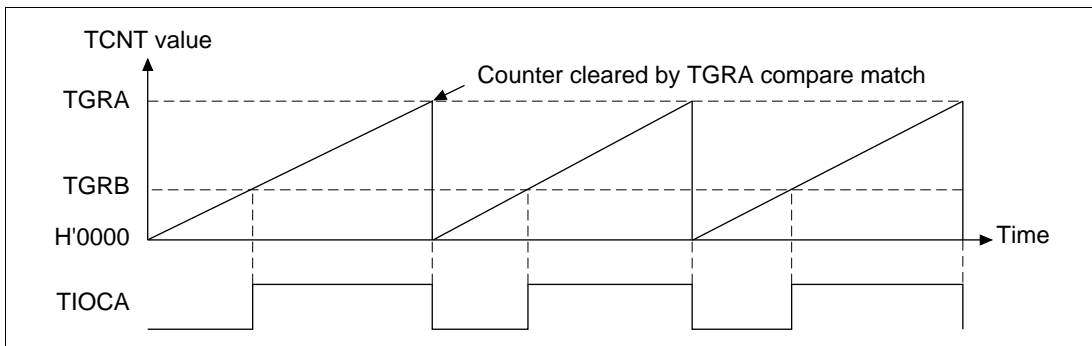 TCNT value
Counter cleared by TGRA compare match
TGRA
TGRB
H'0000
Time
TIOCA